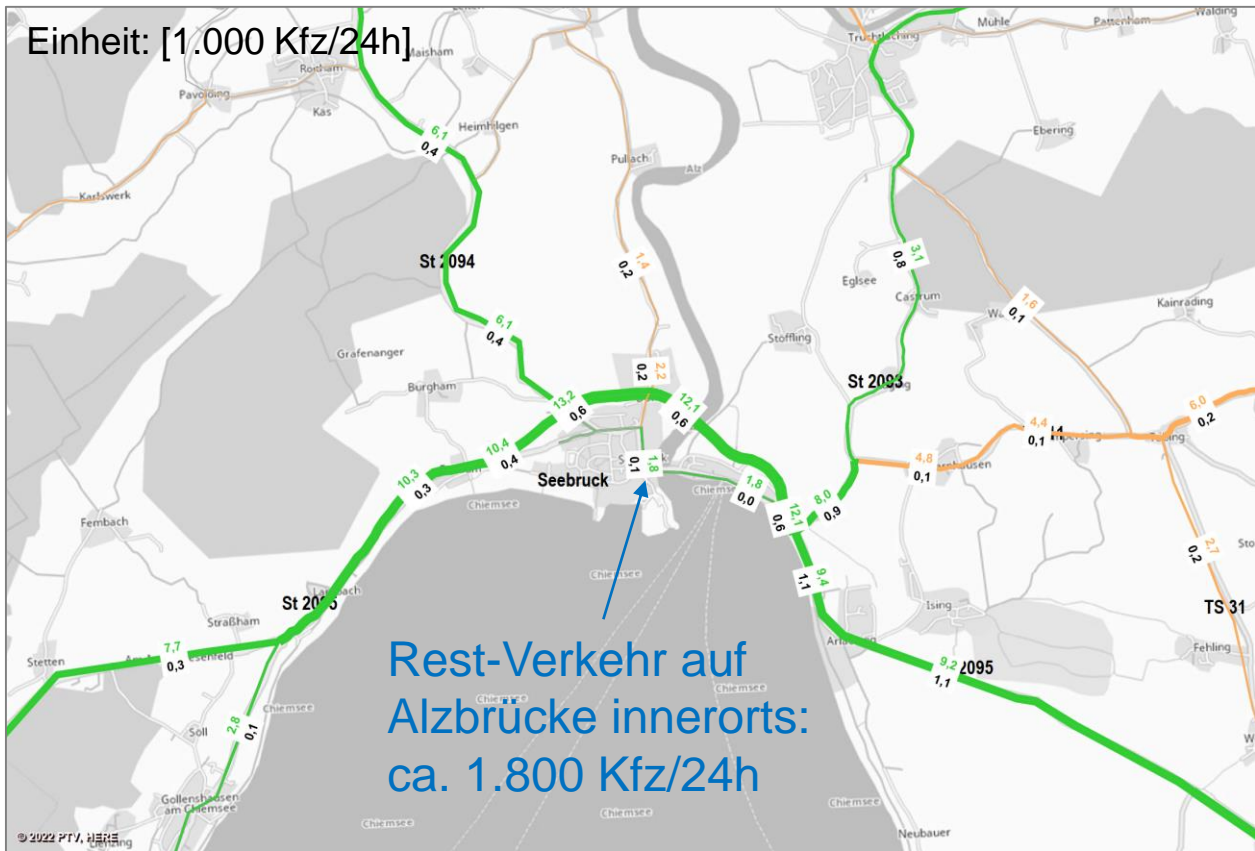 Einheit: [1.000 Kfz/24h]
Maisham
Mühle
Pattenham
Walding
Truchtlaching
Pavolding
Kas
6,1
0,4
Heimhilgen
Ebering
Pullach
Alz
Karlswerk
St 2094
1,4
0,2
3,1
0,8
Eglsee
Castrum
1,6
0,1
Kainrading
6,1
0,4
Stöffling
Grafenanger
2,2
0,2
Burgham
St 2093
13,2
0,6
12,1
0,6
6,0
0,2
4,4
0,1
10,4
0,4
4,8
0,1
10,3
0,3
Seebruck
1,8
0,1
1,8
0,0
Chiemsee
8,0
0,9
12,1
0,6
Fembach
Chiemsee
2,7
0,2
Chiemsee
9,4
1,1
St 2095
Ising
TS 31
Straßham
Fehling
7,7
0,3
Stetten
9,2
1,1
2095
Rest-Verkehr auf
Alzbrücke innerorts:
ca. 1.800 Kfz/24h
Chiemsee
Chiemsee
Chiemsee
2,8
0,1
Söll
Gollenshausen
am Chiemsee
Chiemsee
Chiemsee
© 2022 PTV, HERE
Neubauer